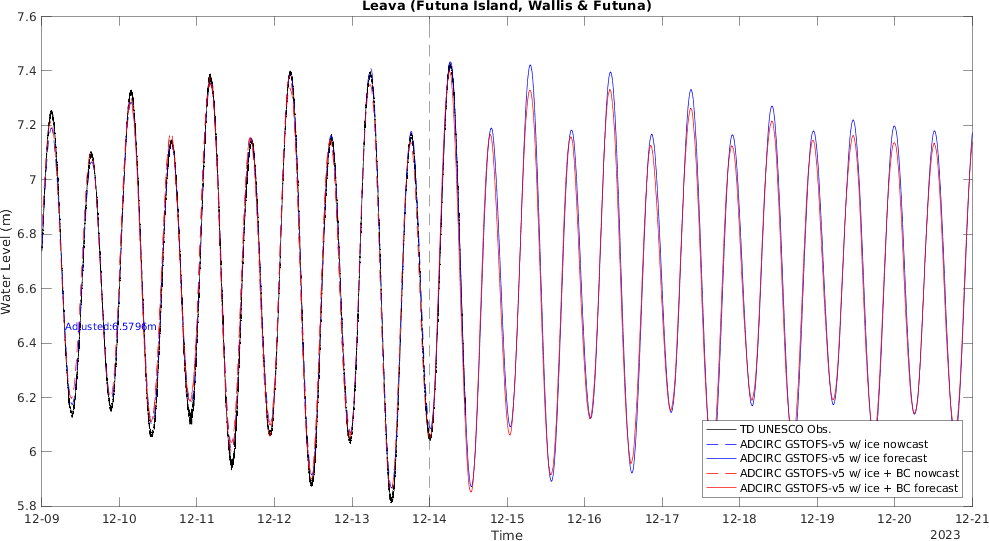 Leava (Futuna Island, Wallis & Futuna)
7.6
7.4
7.2
7
6.8
6.6
6.4
6.2
6
5.8
Water Level (m)
Adjusted:6.5796m
TD UNESCO Obs.
ADCIRC GSTOFS-v5 w/ ice nowcast
ADCIRC GSTOFS-v5 w/ ice forecast
ADCIRC GSTOFS-v5 w/ ice + BC nowcast
ADCIRC GSTOFS-v5 w/ ice + BC forecast
12-09 12-10 12-11 12-12 12-13 12-14 12-15 12-16 12-17 12-18 12-19 12-20 12-21
Time
2023